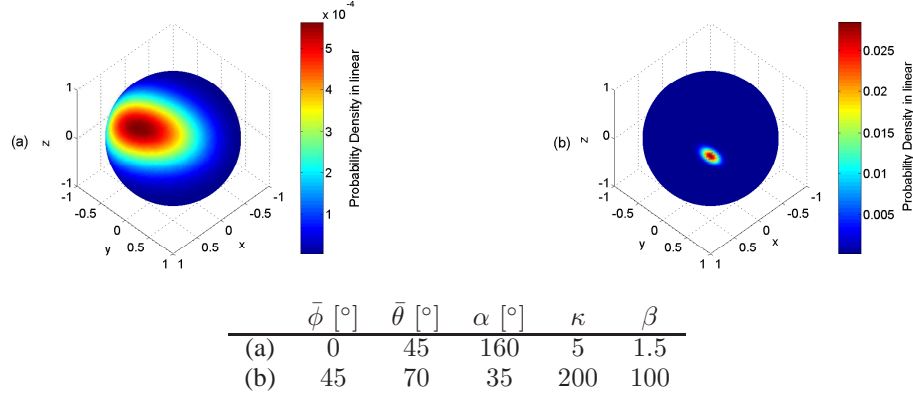 x 10⁻⁴
5
4
3
2
1
Probability Density in linear
(a)
1
0
-1
z
-1
-0.5
0
0.5
1
y
-1
-0.5
0
0.5
1
x
0.025
0.02
0.015
0.01
0.005
Probability Density in linear
(b)
1
0
-1
z
-1
-0.5
0
0.5
1
y
-1
-0.5
0
0.5
1
x
ϕ̄ [°] θ̄ [°] α [°] κ β
(a) 0 45 160 5 1.5
(b) 45 70 35 200 100